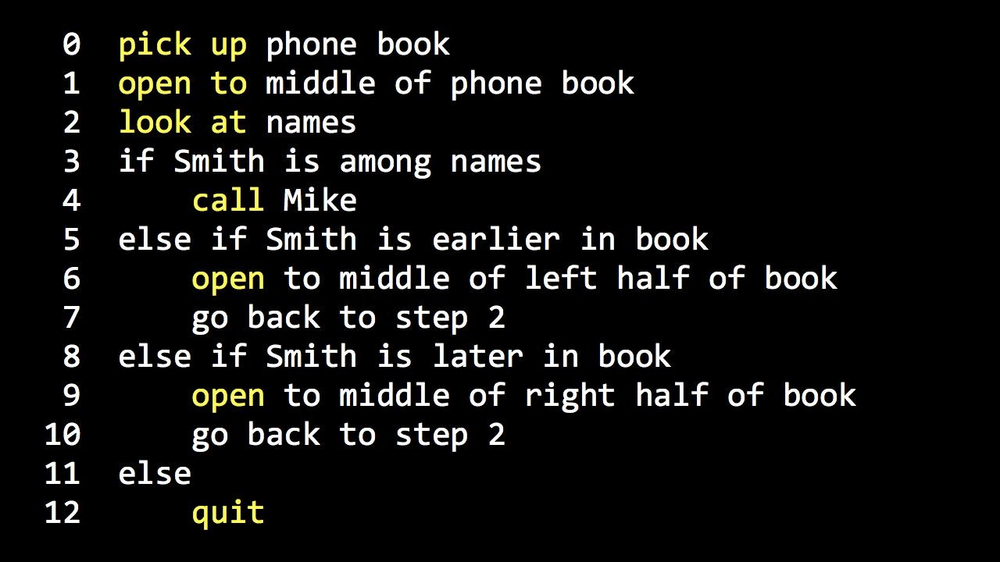 0 pick up phone book
1 open to middle of phone book
2 look at names
3 if Smith is among names
4 call Mike
5 else if Smith is earlier in book
6 open to middle of left half of book
7 go back to step 2
8 else if Smith is later in book
9 open to middle of right half of book
10 go back to step 2
11 else
12 quit